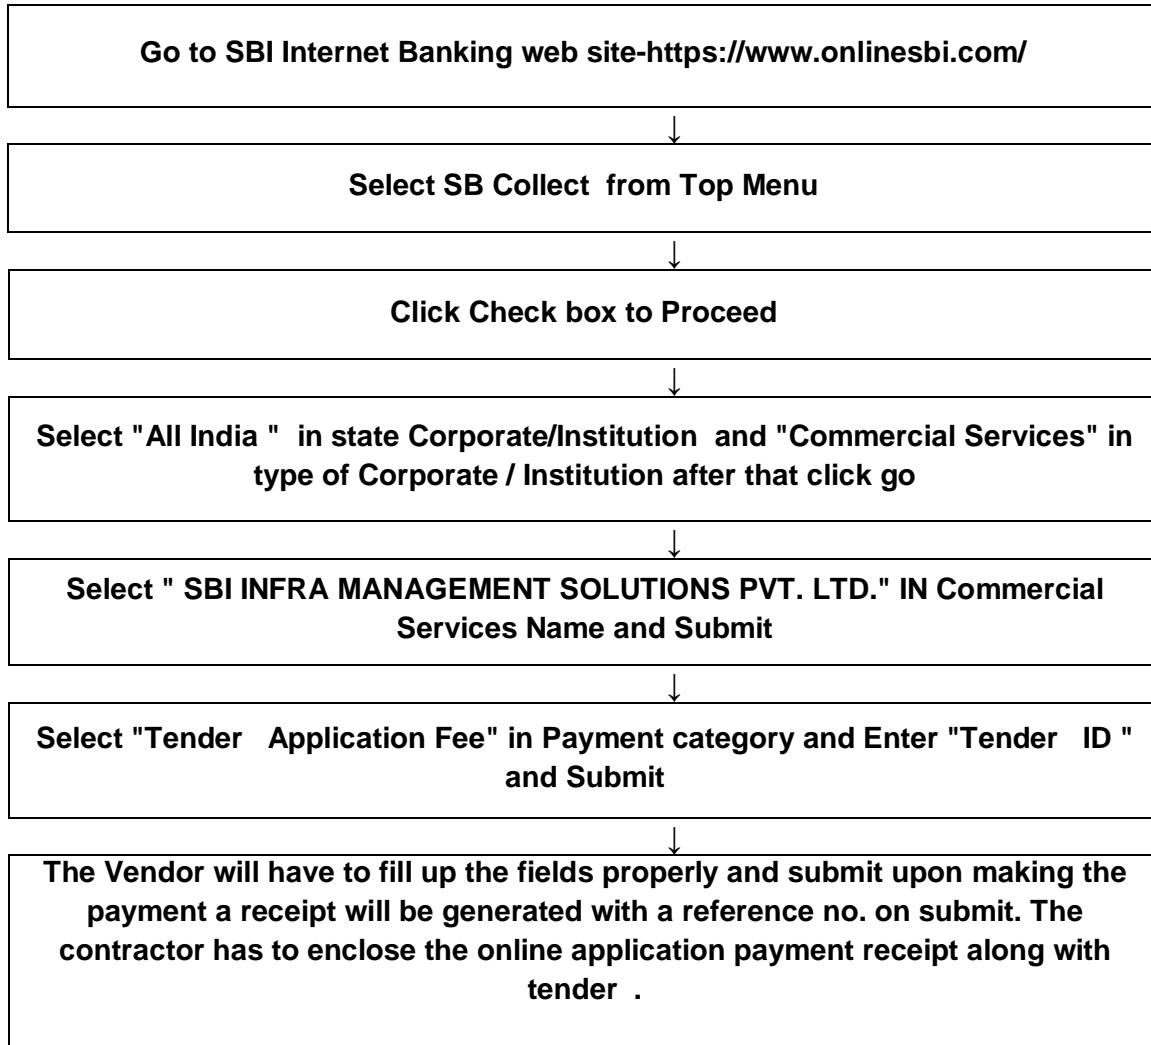 Go to SBI Internet Banking web site-https://www.onlinesbi.com/
↓
Select SB Collect  from Top Menu
↓
Click Check box to Proceed
↓
Select "All India "  in state Corporate/Institution  and "Commercial Services" in
type of Corporate / Institution after that click go
↓
Select " SBI INFRA MANAGEMENT SOLUTIONS PVT. LTD." IN Commercial
Services Name and Submit
↓
Select "Tender   Application Fee" in Payment category and Enter "Tender   ID "
and Submit
↓
The Vendor will have to fill up the fields properly and submit upon making the
payment a receipt will be generated with a reference no. on submit. The
contractor has to enclose the online application payment receipt along with
tender  .